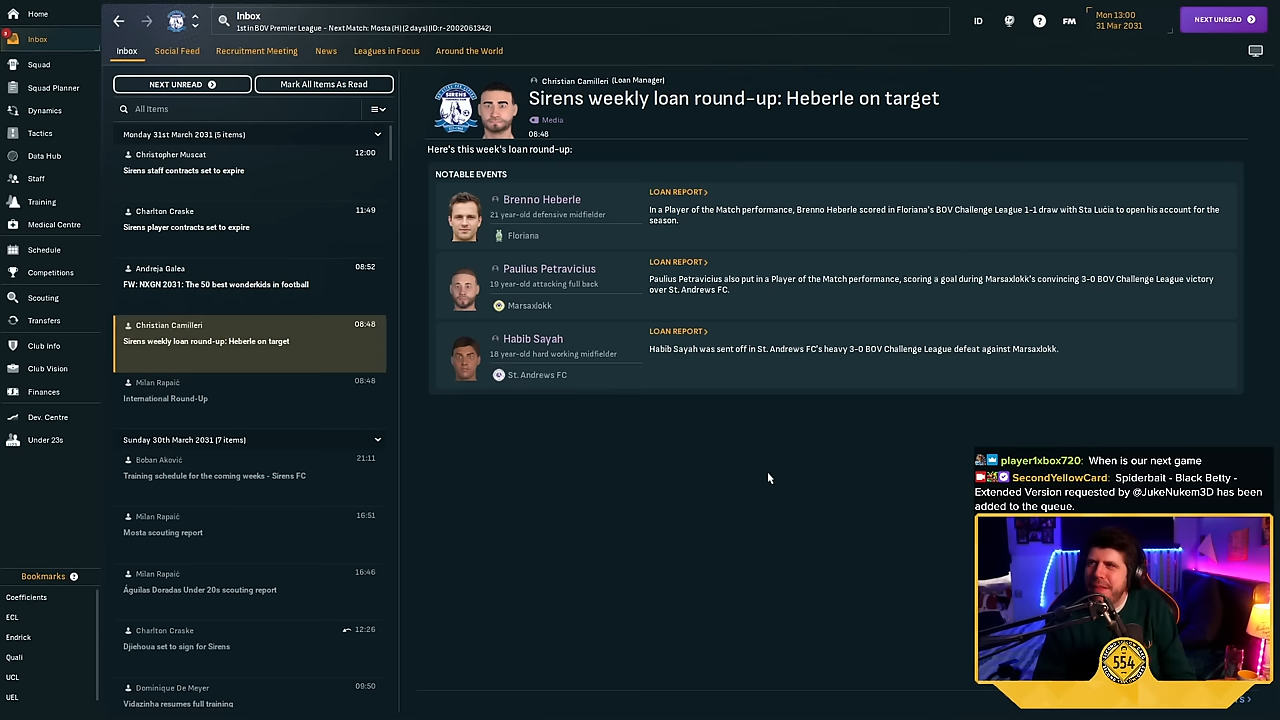 Home
Inbox
Squad
Squad Planner
Dynamics
Tactics
Data Hub
Staff
Training
Medical Centre
Schedule
Competitions
Scouting
Transfers
Club Info
Club Vision
Finances
Dev. Centre
Under 23s
Bookmarks
Coefficients
ECL
Endrick
Quali
UCL
UEL
Inbox
1st in BOV Premier League - Next Match: Mosta (H) (2 days) (ID:r-2002061342)
ID
FM
Mon 13:00
31 Mar 2031
NEXT UNREAD
Inbox Social Feed Recruitment Meeting News Leagues in Focus Around the World
NEXT UNREAD Mark All Items As Read
All Items
Monday 31st March 2031 (5 items)
Christopher Muscat 12:00
Sirens staff contracts set to expire
Charlton Craske 11:49
Sirens player contracts set to expire
Andreja Galea 08:52
FW: NXGN 2031: The 50 best wonderkids in football
Christian Camilleri 08:48
Sirens weekly loan round-up: Heberle on target
Milan Rapaić 08:48
International Round-Up
Sunday 30th March 2031 (7 items)
Boban Aković 21:11
Training schedule for the coming weeks - Sirens FC
Milan Rapaić 16:51
Mosta scouting report
Milan Rapaić 16:46
Águilas Doradas Under 20s scouting report
Charlton Craske 12:26
Djiehoua set to sign for Sirens
Dominique De Meyer 09:50
Vidazinha resumes full training
SIRENS
Christian Camilleri (Loan Manager)
Sirens weekly loan round-up: Heberle on target
Media
08:48
Here's this week's loan round-up:
NOTABLE EVENTS
Brenno Heberle
21 year-old defensive midfielder
Floriana
LOAN REPORT
In a Player of the Match performance, Brenno Heberle scored in Floriana's BOV Challenge League 1-1 draw with Sta Lucia to open his account for the
season.
Paulius Petravicius
19 year-old attacking full back
Marsaxlokk
LOAN REPORT
Paulius Petravicius also put in a Player of the Match performance, scoring a goal during Marsaxlokk's convincing 3-0 BOV Challenge League victory
over St. Andrews FC.
Habib Sayah
18 year-old hard working midfielder
St. Andrews FC
LOAN REPORT
Habib Sayah was sent off in St. Andrews FC's heavy 3-0 BOV Challenge League defeat against Marsaxlokk.
player1xbox720: When is our next game
SecondYellowCard: Spiderbait - Black Betty -
Extended Version requested by @JukeNukem3D has been
added to the queue.
554